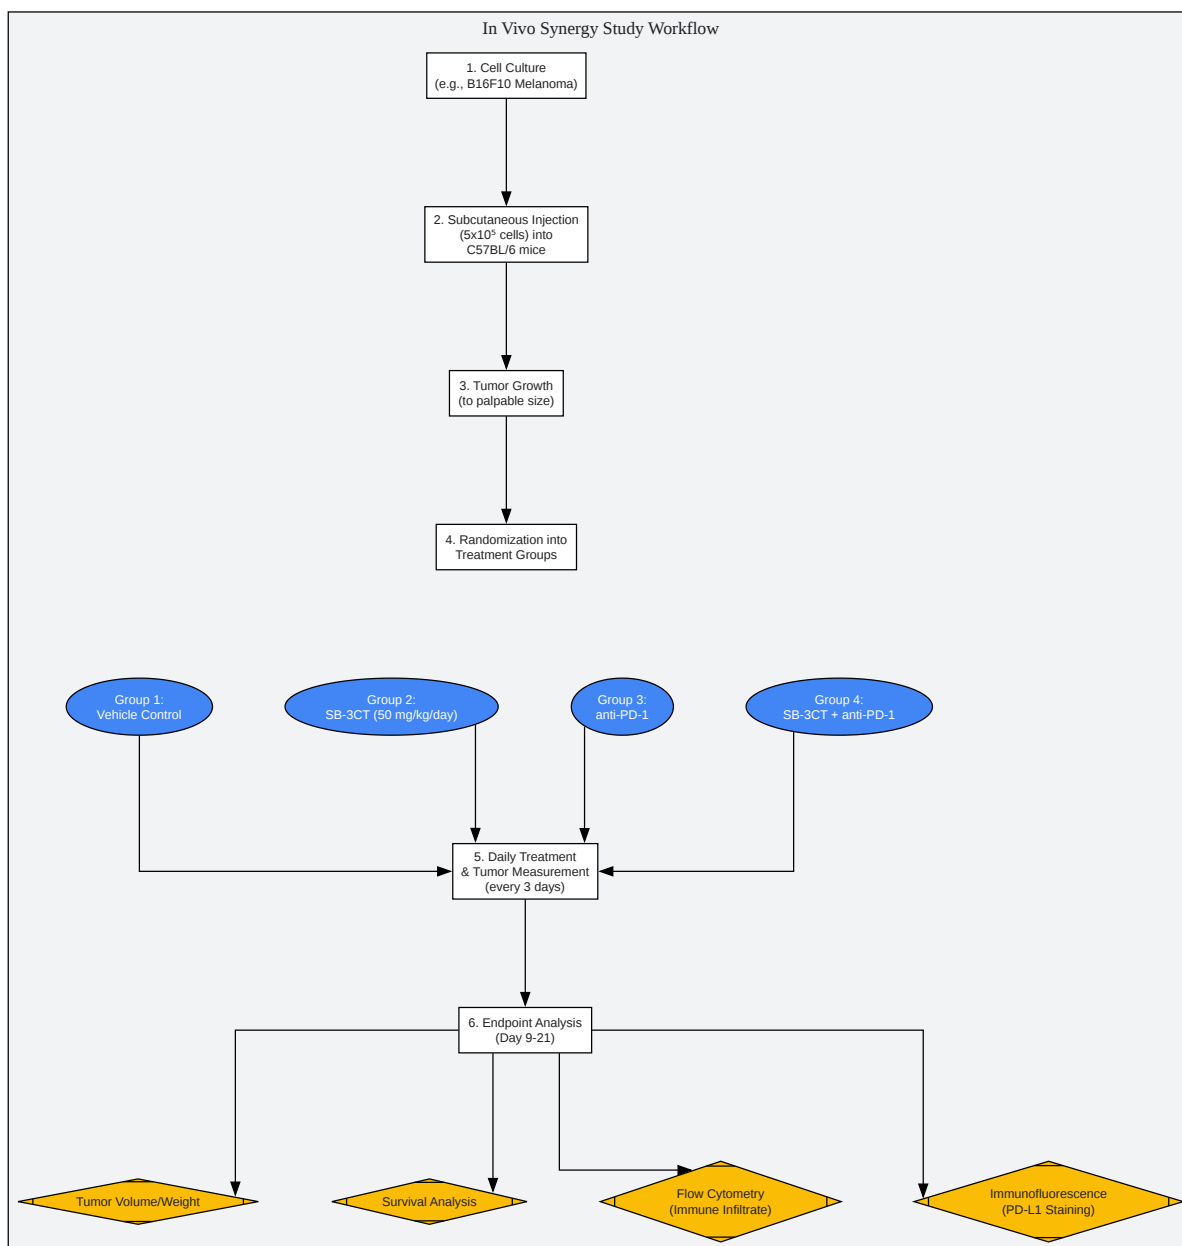 In Vivo Synergy Study Workflow
1. Cell Culture
(e.g., B16F10 Melanoma)
2. Subcutaneous Injection
(5x10⁵ cells) into
C57BL/6 mice
3. Tumor Growth
(to palpable size)
4. Randomization into
Treatment Groups
Group 1:
Vehicle Control
Group 2:
SB-3CT (50 mg/kg/day)
Group 3:
anti-PD-1
Group 4:
SB-3CT + anti-PD-1
5. Daily Treatment
& Tumor Measurement
(every 3 days)
6. Endpoint Analysis
(Day 9-21)
Tumor Volume/Weight
Survival Analysis
Flow Cytometry
(Immune Infiltrate)
Immunofluorescence
(PD-L1 Staining)